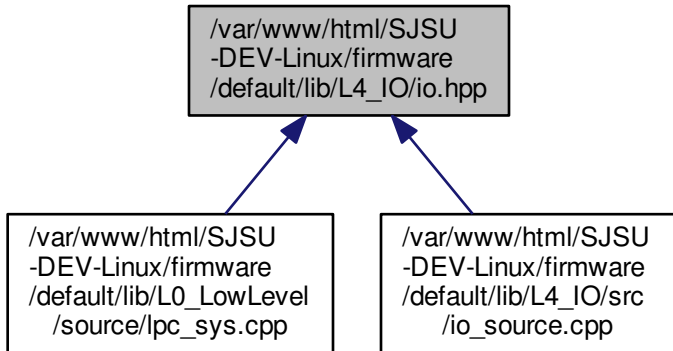 /var/www/html/SJSU
-DEV-Linux/firmware
/default/lib/L4_IO/io.hpp
/var/www/html/SJSU
-DEV-Linux/firmware
/default/lib/L0_LowLevel
/source/lpc_sys.cpp
/var/www/html/SJSU
-DEV-Linux/firmware
/default/lib/L4_IO/src
/io_source.cpp